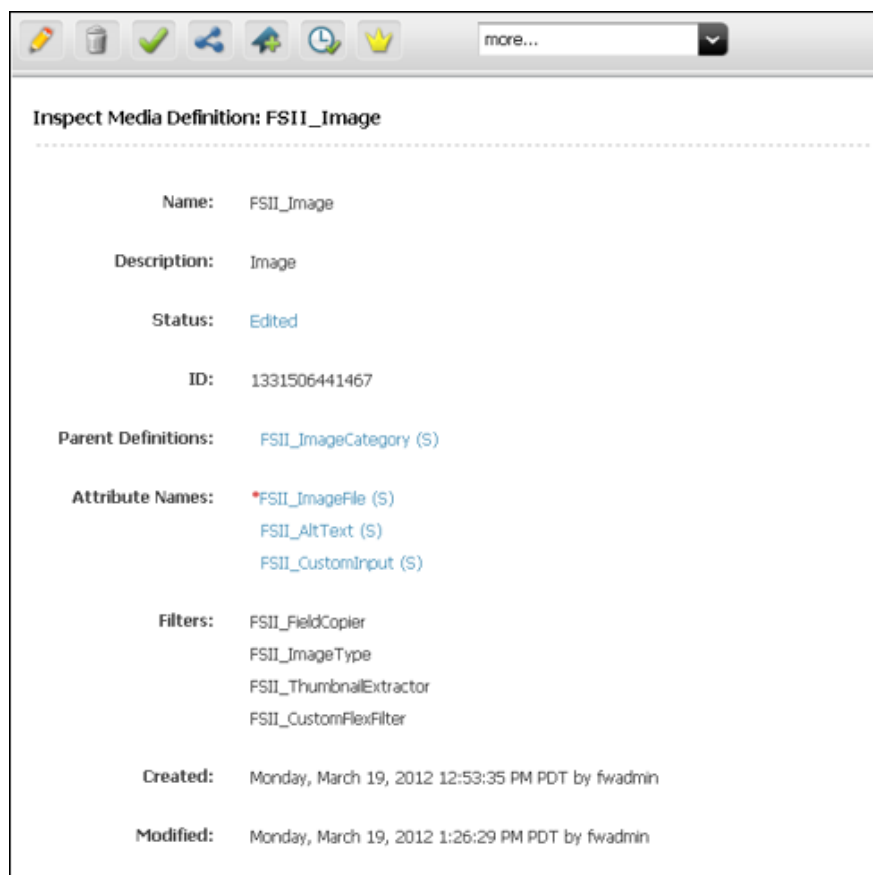 more...
Inspect Media Definition: FSII_Image
Name: FSII_Image
Description: Image
Status: Edited
ID: 1331506441467
Parent Definitions: FSII_ImageCategory (S)
Attribute Names: *FSII_ImageFile (S)
FSII_AltText (S)
FSII_CustomInput (S)
Filters: FSII_FieldCopier
FSII_ImageType
FSII_ThumbnailExtractor
FSII_CustomFlexFilter
Created: Monday, March 19, 2012 12:53:35 PM PDT by fwadmin
Modified: Monday, March 19, 2012 1:26:29 PM PDT by fwadmin